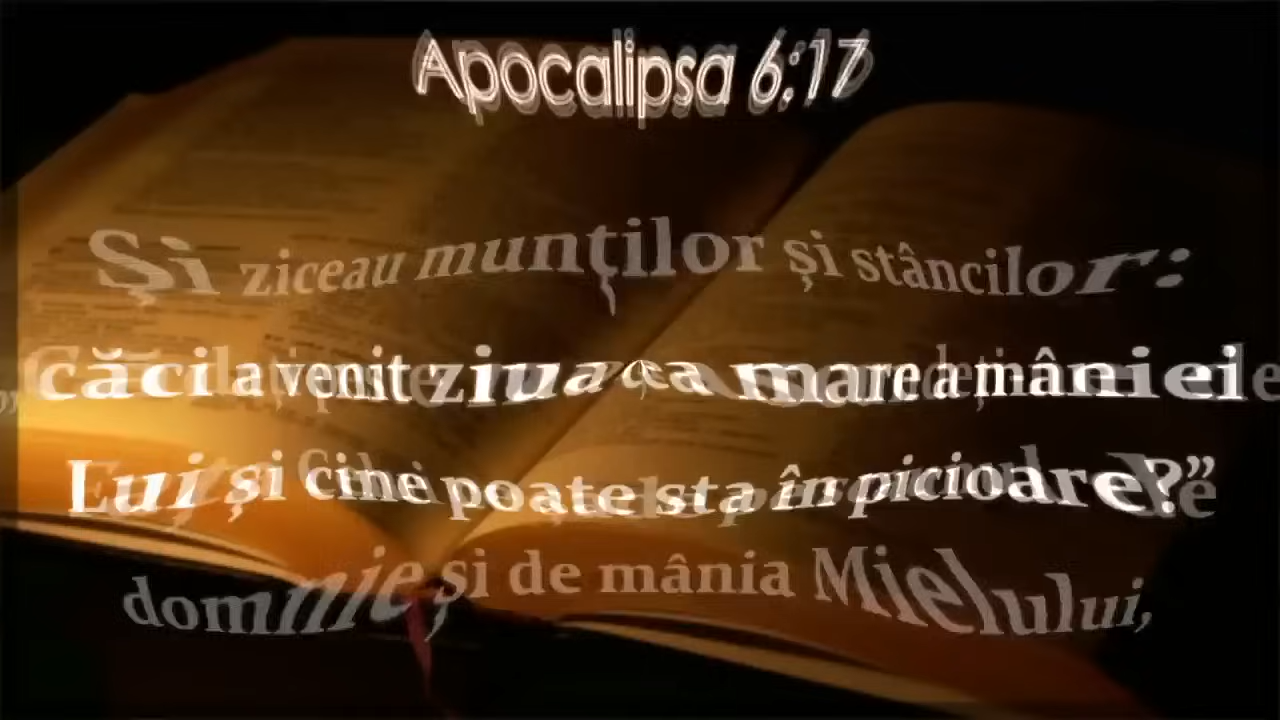 Apocalipsa 6:17
Şi ziceau munţilor şi stâncilor:
căci a venit ziua cea mare a mâniei
Lui şi cine poate sta în picioare?”
domnie şi de mânia Mielului,